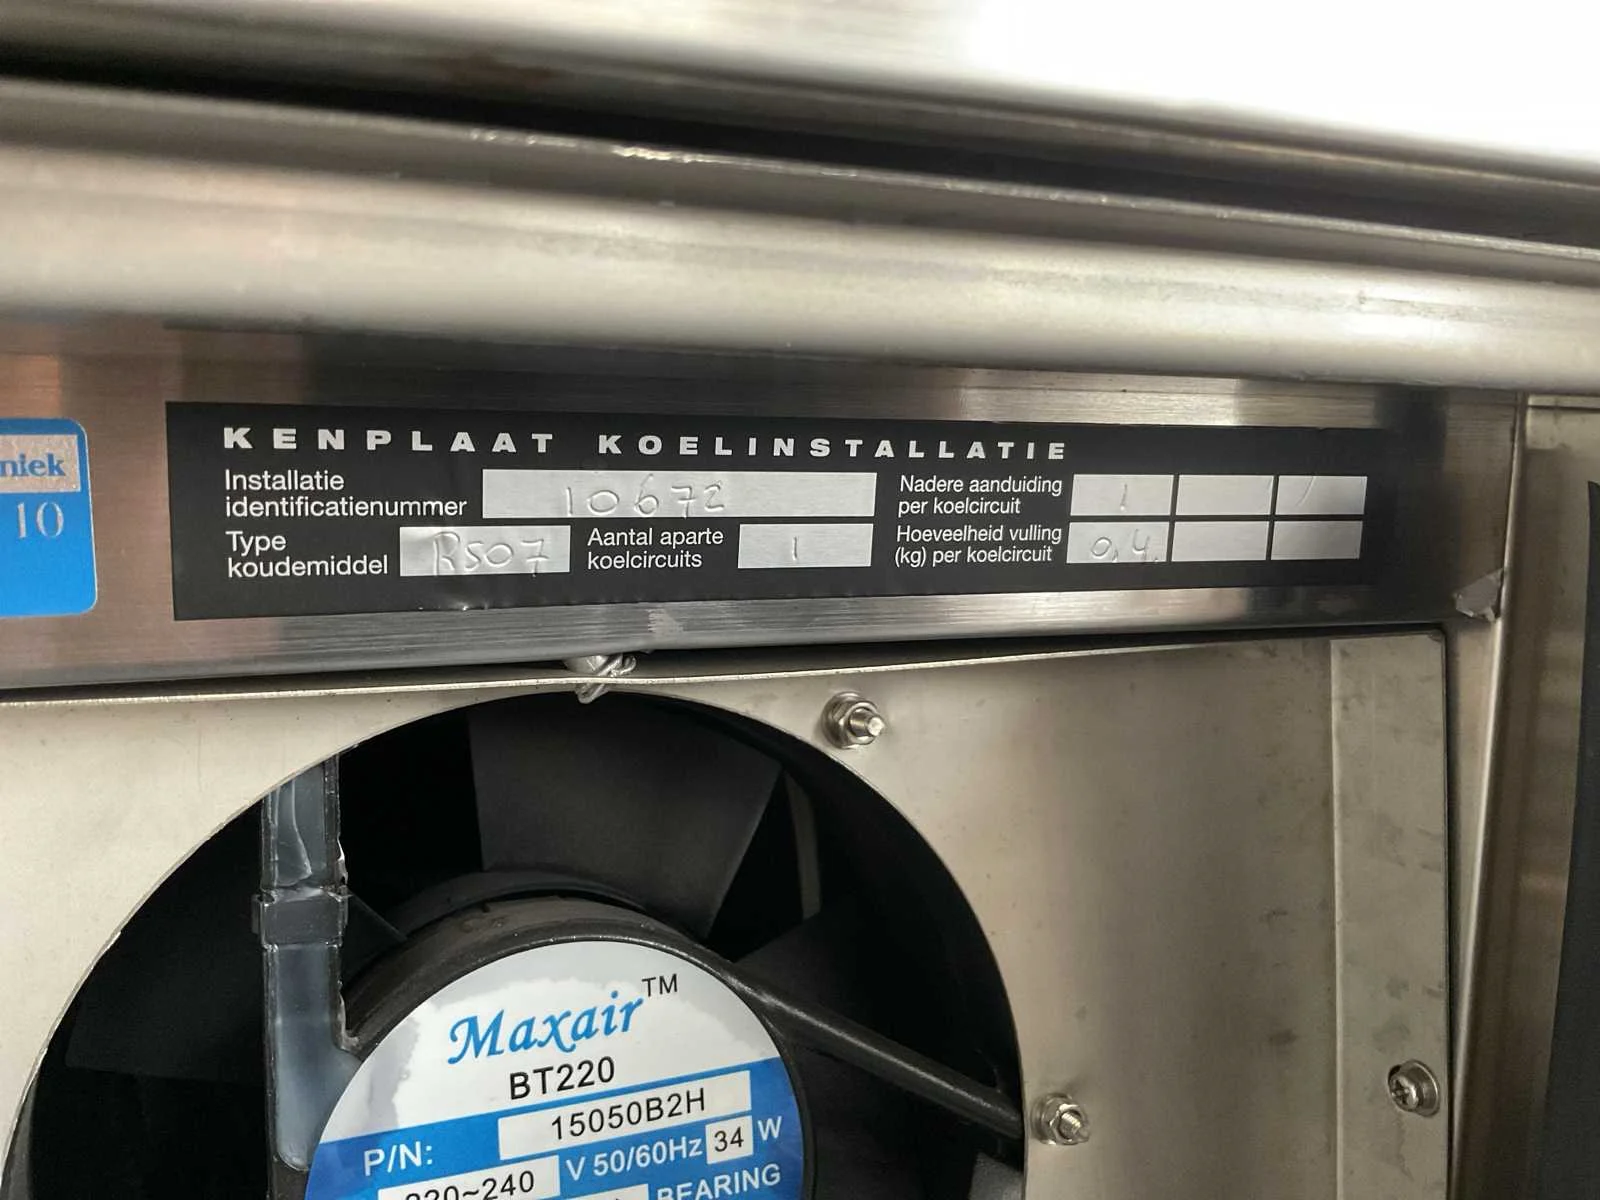 niek
10
KENPLAAT KOELINSTALLATIE
Installatie identificatienummer 10672
Nadere aanduiding per koelcircuit 1 /
Type koudemiddel R507
Aantal aparte koelcircuits 1
Hoeveelheid vulling (kg) per koelcircuit 0,4
Maxair™
BT220
P/N: 15050B2H
220~240 V 50/60Hz 34 W
BEARING